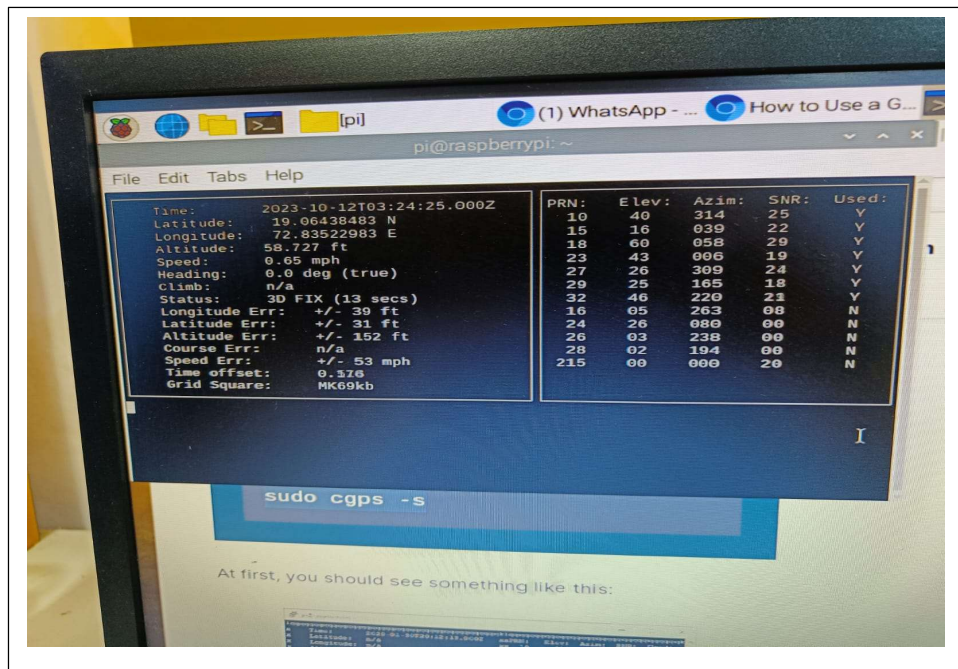 [pi]
(1) WhatsApp - ...
How to Use a G...
pi@raspberrypi: ~
File Edit Tabs Help
Time: 2023-10-12T03:24:25.000Z
Latitude: 19.06438483 N
Longitude: 72.83522983 E
Altitude: 58.727 ft
Speed: 0.65 mph
Heading: 0.0 deg (true)
Climb: n/a
Status: 3D FIX (13 secs)
Longitude Err: +/- 39 ft
Latitude Err: +/- 31 ft
Altitude Err: +/- 152 ft
Course Err: n/a
Speed Err: +/- 53 mph
Time offset: 0.176
Grid Square: MK69kb
PRN: Elev: Azim: SNR: Used:
10 40 314 25 Y
15 16 039 22 Y
18 60 058 29 Y
23 43 006 19 Y
27 26 309 24 Y
29 25 165 18 Y
32 46 220 21 Y
16 05 263 08 N
24 26 080 00 N
26 03 238 00 N
28 02 194 00 N
215 00 000 20 N
sudo cgps -s
At first, you should see something like this: